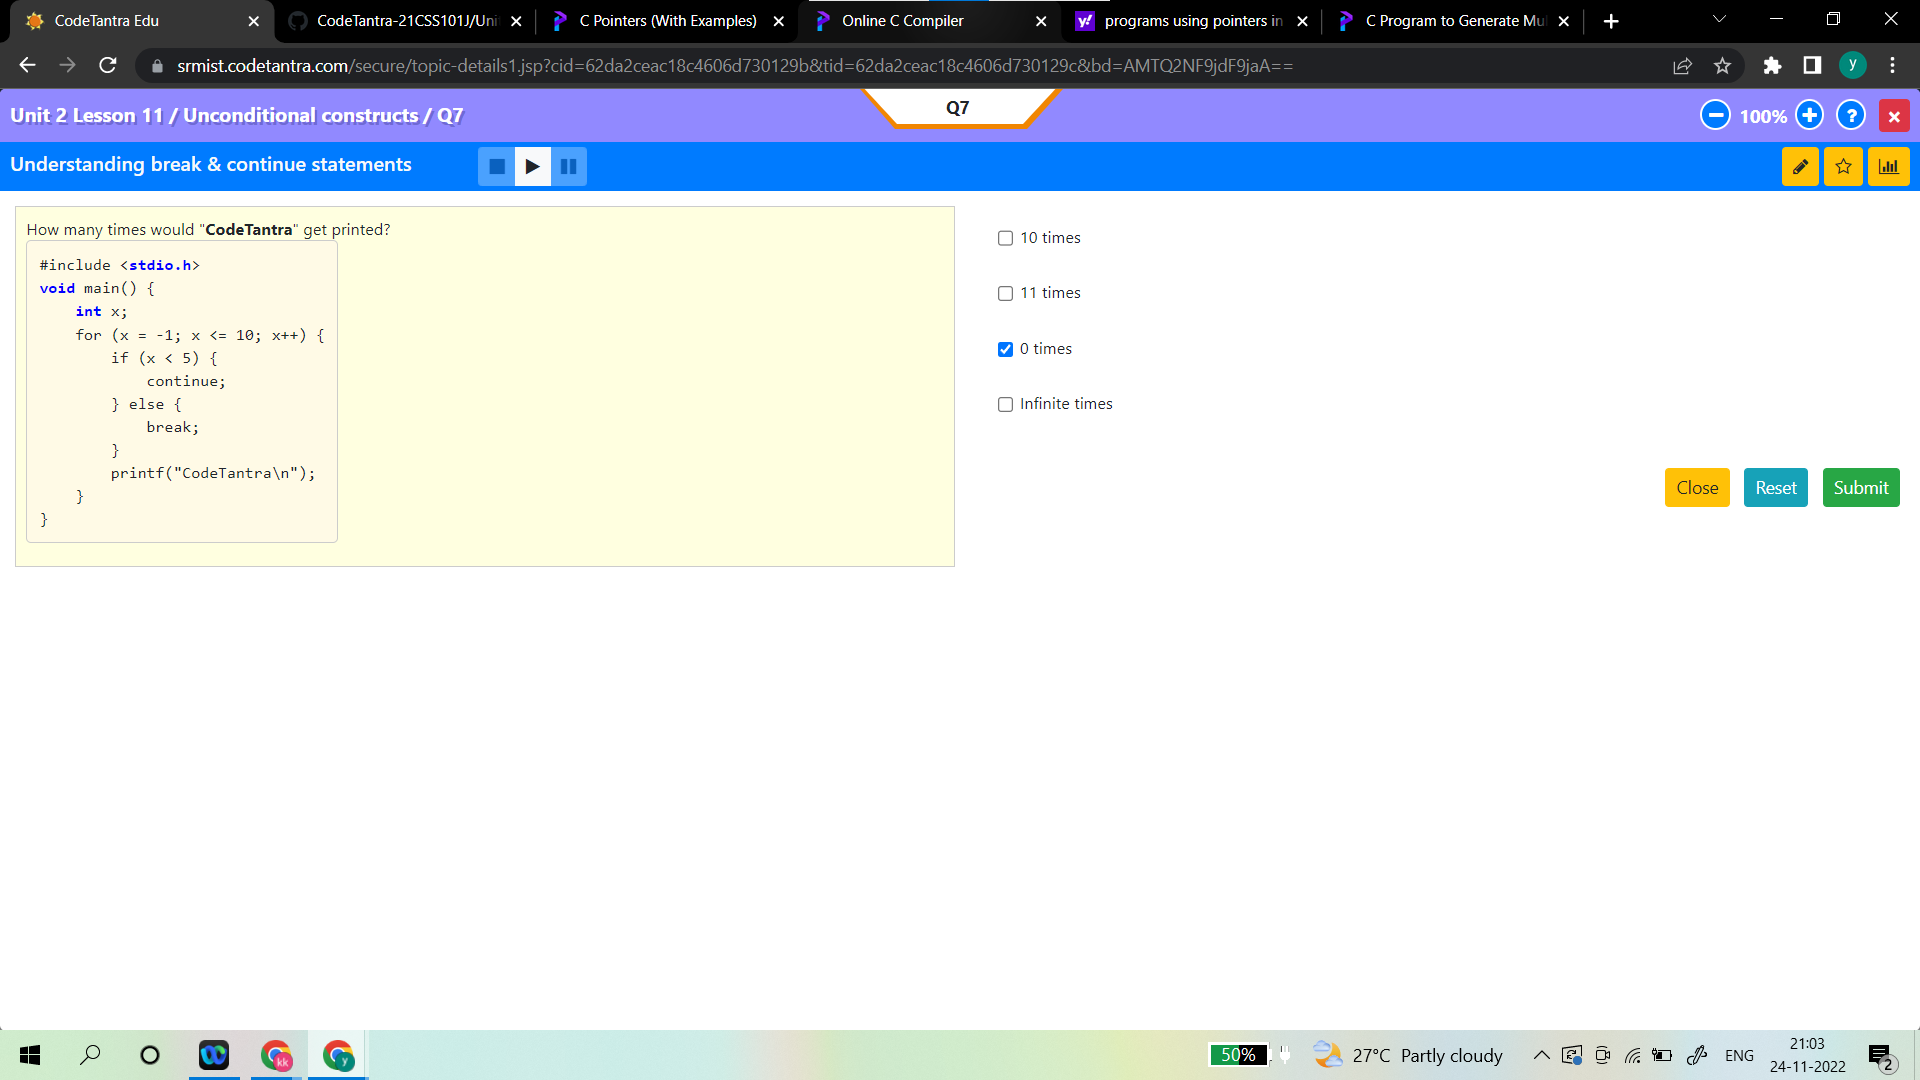 CodeTantra Edu
CodeTantra-21CSS101J/Uni
C Pointers (With Examples)
Online C Compiler
programs using pointers in
C Program to Generate Mul
srmist.codetantra.com/secure/topic-details1.jsp?cid=62da2ceac18c4606d730129b&tid=62da2ceac18c4606d730129c&bd=AMTQ2NF9jdF9jaA==
y
Unit 2 Lesson 11 / Unconditional constructs / Q7
Q7
100%
?
Understanding break & continue statements
How many times would "CodeTantra" get printed?
#include <stdio.h>
void main() {
int x;
for (x = -1; x <= 10; x++) {
if (x < 5) {
continue;
} else {
break;
}
printf("CodeTantra\n");
}
}
10 times
11 times
0 times
Infinite times
Close
Reset
Submit
kk
y
50%
27°C Partly cloudy
ENG
21:03
24-11-2022
2